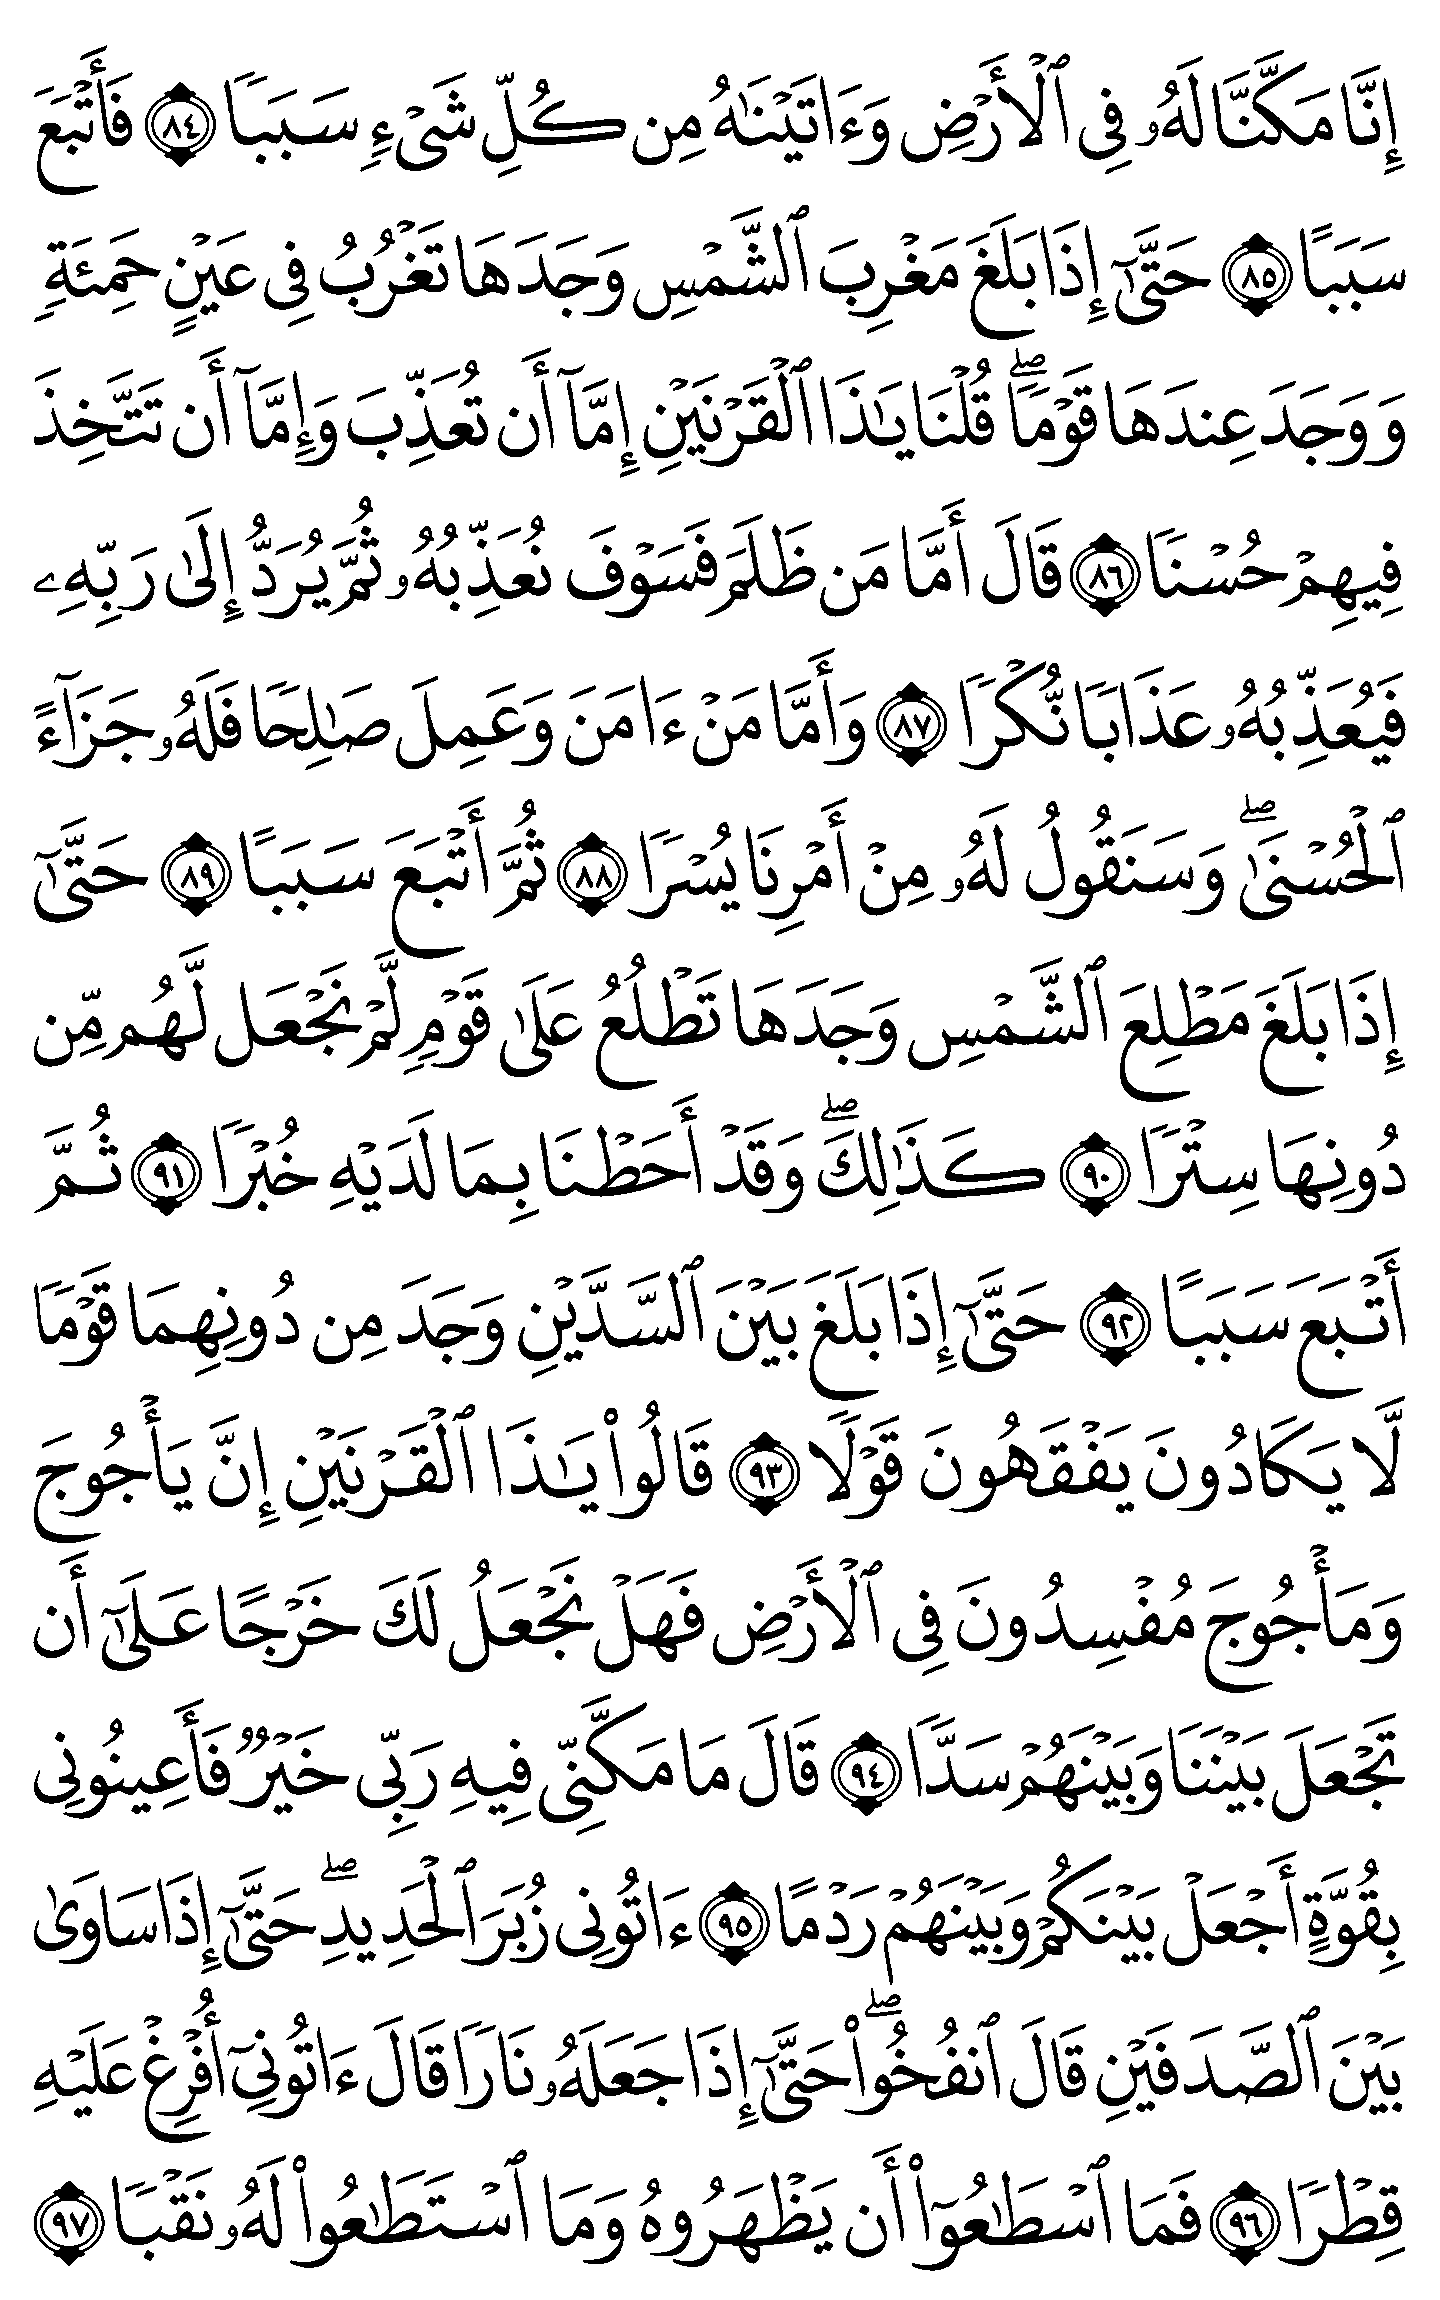 إِنَّا مَكَّنَّا لَهُۥ فِى ٱلْأَرْضِ وَءَاتَيْنَٰهُ مِن كُلِّ شَىْءٍ سَبَبًا ٨٤ فَأَتْبَعَ
سَبَبًا ٨٥ حَتَّىٰٓ إِذَا بَلَغَ مَغْرِبَ ٱلشَّمْسِ وَجَدَهَا تَغْرُبُ فِى عَيْنٍ حَمِئَةٍ
وَوَجَدَ عِندَهَا قَوْمًا ۖ قُلْنَا يَٰذَا ٱلْقَرْنَيْنِ إِمَّآ أَن تُعَذِّبَ وَإِمَّآ أَن تَتَّخِذَ
فِيهِمْ حُسْنًا ٨٦ قَالَ أَمَّا مَن ظَلَمَ فَسَوْفَ نُعَذِّبُهُۥ ثُمَّ يُرَدُّ إِلَىٰ رَبِّهِۦ
فَيُعَذِّبُهُۥ عَذَابًا نُّكْرًا ٨٧ وَأَمَّا مَنْ ءَامَنَ وَعَمِلَ صَٰلِحًا فَلَهُۥ جَزَآءً
ٱلْحُسْنَىٰ ۖ وَسَنَقُولُ لَهُۥ مِنْ أَمْرِنَا يُسْرًا ٨٨ ثُمَّ أَتْبَعَ سَبَبًا ٨٩ حَتَّىٰٓ
إِذَا بَلَغَ مَطْلِعَ ٱلشَّمْسِ وَجَدَهَا تَطْلُعُ عَلَىٰ قَوْمٍ لَّمْ نَجْعَل لَّهُم مِّن
دُونِهَا سِتْرًا ٩٠ كَذَٰلِكَ ۖ وَقَدْ أَحَطْنَا بِمَا لَدَيْهِ خُبْرًا ٩١ ثُمَّ
أَتْبَعَ سَبَبًا ٩٢ حَتَّىٰٓ إِذَا بَلَغَ بَيْنَ ٱلسَّدَّيْنِ وَجَدَ مِن دُونِهِمَا قَوْمًا
لَّا يَكَادُونَ يَفْقَهُونَ قَوْلًا ٩٣ قَالُوا۟ يَٰذَا ٱلْقَرْنَيْنِ إِنَّ يَأْجُوجَ
وَمَأْجُوجَ مُفْسِدُونَ فِى ٱلْأَرْضِ فَهَلْ نَجْعَلُ لَكَ خَرْجًا عَلَىٰٓ أَن
تَجْعَلَ بَيْنَنَا وَبَيْنَهُمْ سَدًّا ٩٤ قَالَ مَا مَكَّنِّى فِيهِ رَبِّى خَيْرٌ فَأَعِينُونِى
بِقُوَّةٍ أَجْعَلْ بَيْنَكُمْ وَبَيْنَهُمْ رَدْمًا ٩٥ ءَاتُونِى زُبَرَ ٱلْحَدِيدِ ۖ حَتَّىٰٓ إِذَا سَاوَىٰ
بَيْنَ ٱلصَّدَفَيْنِ قَالَ ٱنفُخُوا۟ ۖ حَتَّىٰٓ إِذَا جَعَلَهُۥ نَارًا قَالَ ءَاتُونِىٓ أُفْرِغْ عَلَيْهِ
قِطْرًا ٩٦ فَمَا ٱسْطَٰعُوٓا۟ أَن يَظْهَرُوهُ وَمَا ٱسْتَطَٰعُوا۟ لَهُۥ نَقْبًا ٩٧